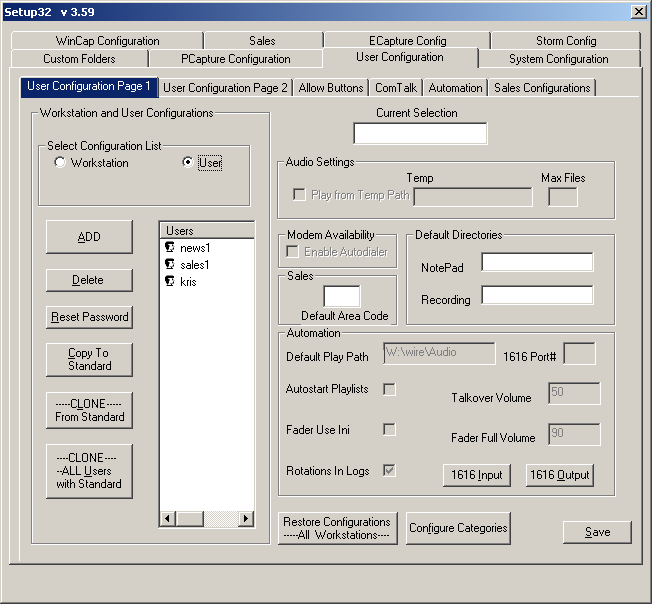 Setup32 v 3.59
WinCap Configuration Sales ECapture Config Storm Config
Custom Folders PCapture Configuration User Configuration System Configuration
User Configuration Page 1 User Configuration Page 2 Allow Buttons ComTalk Automation Sales Configurations
Workstation and User Configurations
Select Configuration List
Workstation User
ADD
Delete
Reset Password
Copy To
Standard
-----CLONE-----
From Standard
----CLONE----
--ALL Users
with Standard
Users
news1
sales1
kris
Current Selection
Audio Settings
Temp Max Files
Play from Temp Path
Modem Availability
Enable Autodialer
Sales
Default Area Code
Default Directories
NotePad
Recording
Automation
Default Play Path W:\wire\Audio 1616 Port#
Autostart Playlists Talkover Volume 50
Fader Use Ini Fader Full Volume 90
Rotations In Logs 1616 Input 1616 Output
Restore Configurations
-----All Workstations----
Configure Categories
Save